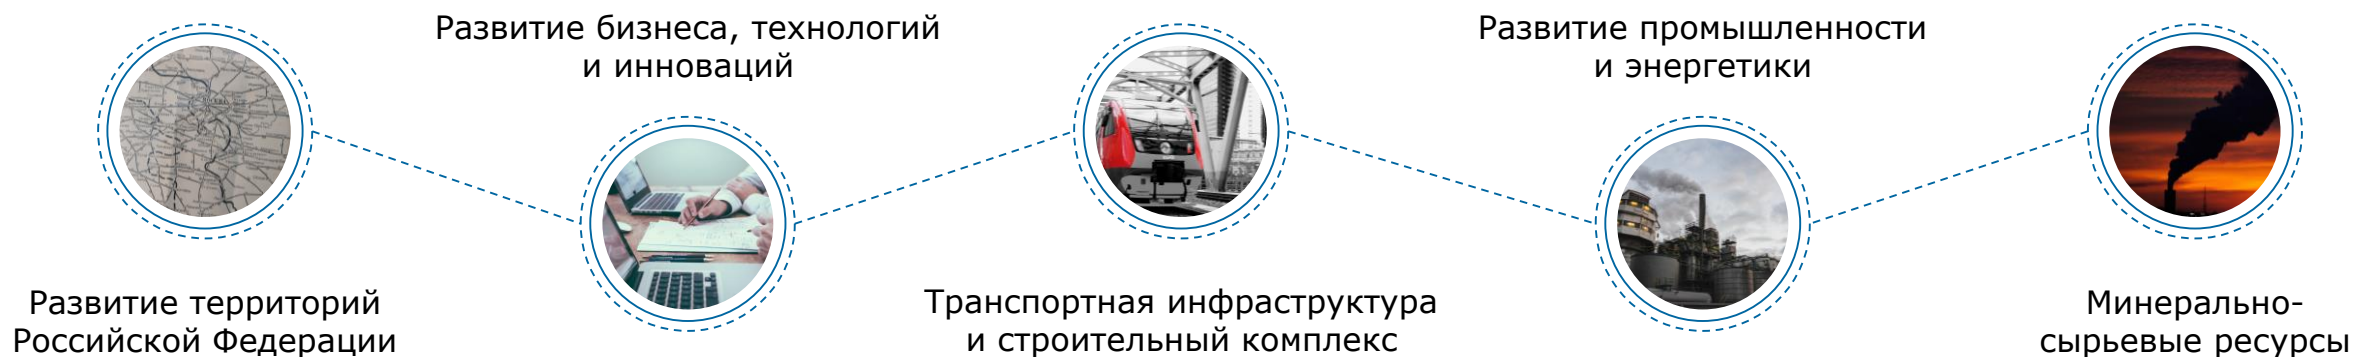 Развитие территорий
Российской Федерации
Развитие бизнеса, технологий
и инноваций
Транспортная инфраструктура
и строительный комплекс
Развитие промышленности
и энергетики
Минерально-
сырьевые ресурсы